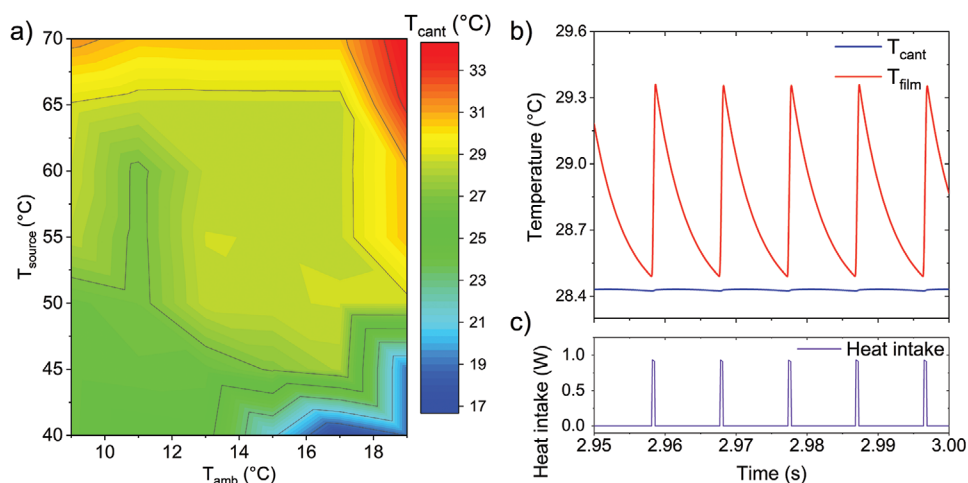 a)
T_cant (°C)
70
65
60
55
50
45
40
T_source (°C)
10 12 14 16 18
T_amb (°C)
33
31
29
27
25
23
21
19
17
b)
29.6
29.3
29.0
28.7
28.4
Temperature (°C)
T_cant
T_film
c)
1.0
0.5
0.0
Heat intake (W)
Heat intake
2.95 2.96 2.97 2.98 2.99 3.00
Time (s)